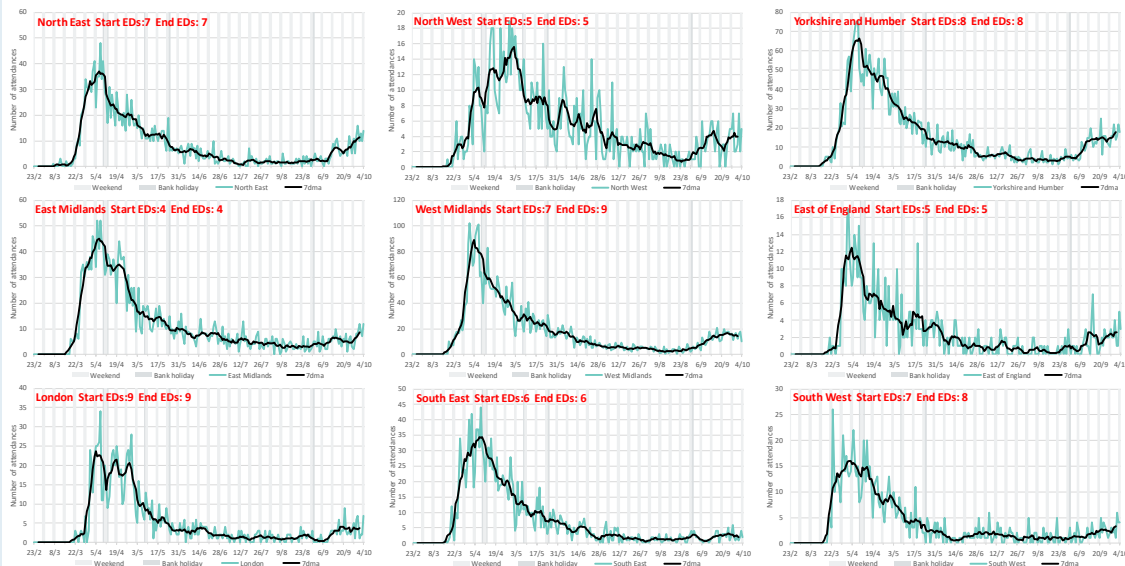 North East Start EDs:7 End EDs: 7
Number of attendances
60
50
40
30
20
10
0
23/2 8/3 22/3 5/4 19/4 3/5 17/5 31/5 14/6 28/6 12/7 26/7 9/8 23/8 6/9 20/9 4/10
Weekend Bank holiday North East 7dma
North West Start EDs:5 End EDs: 5
Number of attendances
20
18
16
14
12
10
8
6
4
2
0
23/2 8/3 22/3 5/4 19/4 3/5 17/5 31/5 14/6 28/6 12/7 26/7 9/8 23/8 6/9 20/9 4/10
Weekend Bank holiday North West 7dma
Yorkshire and Humber Start EDs:8 End EDs: 8
Number of attendances
80
70
60
50
40
30
20
10
0
23/2 8/3 22/3 5/4 19/4 3/5 17/5 31/5 14/6 28/6 12/7 26/7 9/8 23/8 6/9 20/9 4/10
Weekend Bank holiday Yorkshire and Humber 7dma
East Midlands Start EDs:4 End EDs: 4
Number of attendances
60
50
40
30
20
10
0
23/2 8/3 22/3 5/4 19/4 3/5 17/5 31/5 14/6 28/6 12/7 26/7 9/8 23/8 6/9 20/9 4/10
Weekend Bank holiday East Midlands 7dma
West Midlands Start EDs:7 End EDs: 9
Number of attendances
120
100
80
60
40
20
0
23/2 8/3 22/3 5/4 19/4 3/5 17/5 31/5 14/6 28/6 12/7 26/7 9/8 23/8 6/9 20/9 4/10
Weekend Bank holiday West Midlands 7dma
East of England Start EDs:5 End EDs: 5
Number of attendances
18
16
14
12
10
8
6
4
2
0
23/2 8/3 22/3 5/4 19/4 3/5 17/5 31/5 14/6 28/6 12/7 26/7 9/8 23/8 6/9 20/9 4/10
Weekend Bank holiday East of England 7dma
London Start EDs:9 End EDs: 9
Number of attendances
40
35
30
25
20
15
10
5
0
23/2 8/3 22/3 5/4 19/4 3/5 17/5 31/5 14/6 28/6 12/7 26/7 9/8 23/8 6/9 20/9 4/10
Weekend Bank holiday London 7dma
South East Start EDs:6 End EDs: 6
Number of attendances
50
45
40
35
30
25
20
15
10
5
0
23/2 8/3 22/3 5/4 19/4 3/5 17/5 31/5 14/6 28/6 12/7 26/7 9/8 23/8 6/9 20/9 4/10
Weekend Bank holiday South East 7dma
South West Start EDs:7 End EDs: 8
Number of attendances
30
25
20
15
10
5
0
23/2 8/3 22/3 5/4 19/4 3/5 17/5 31/5 14/6 28/6 12/7 26/7 9/8 23/8 6/9 20/9 4/10
Weekend Bank holiday South West 7dma